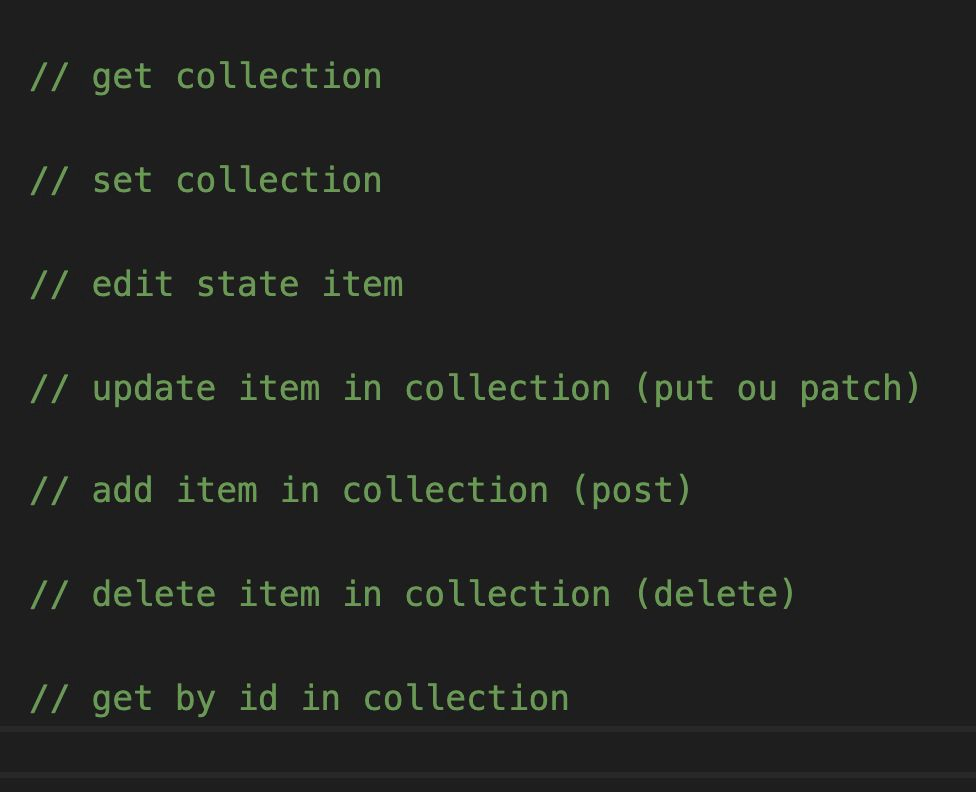 // get collection
// set collection
// edit state item
// update item in collection (put ou patch)
// add item in collection (post)
// delete item in collection (delete)
// get by id in collection